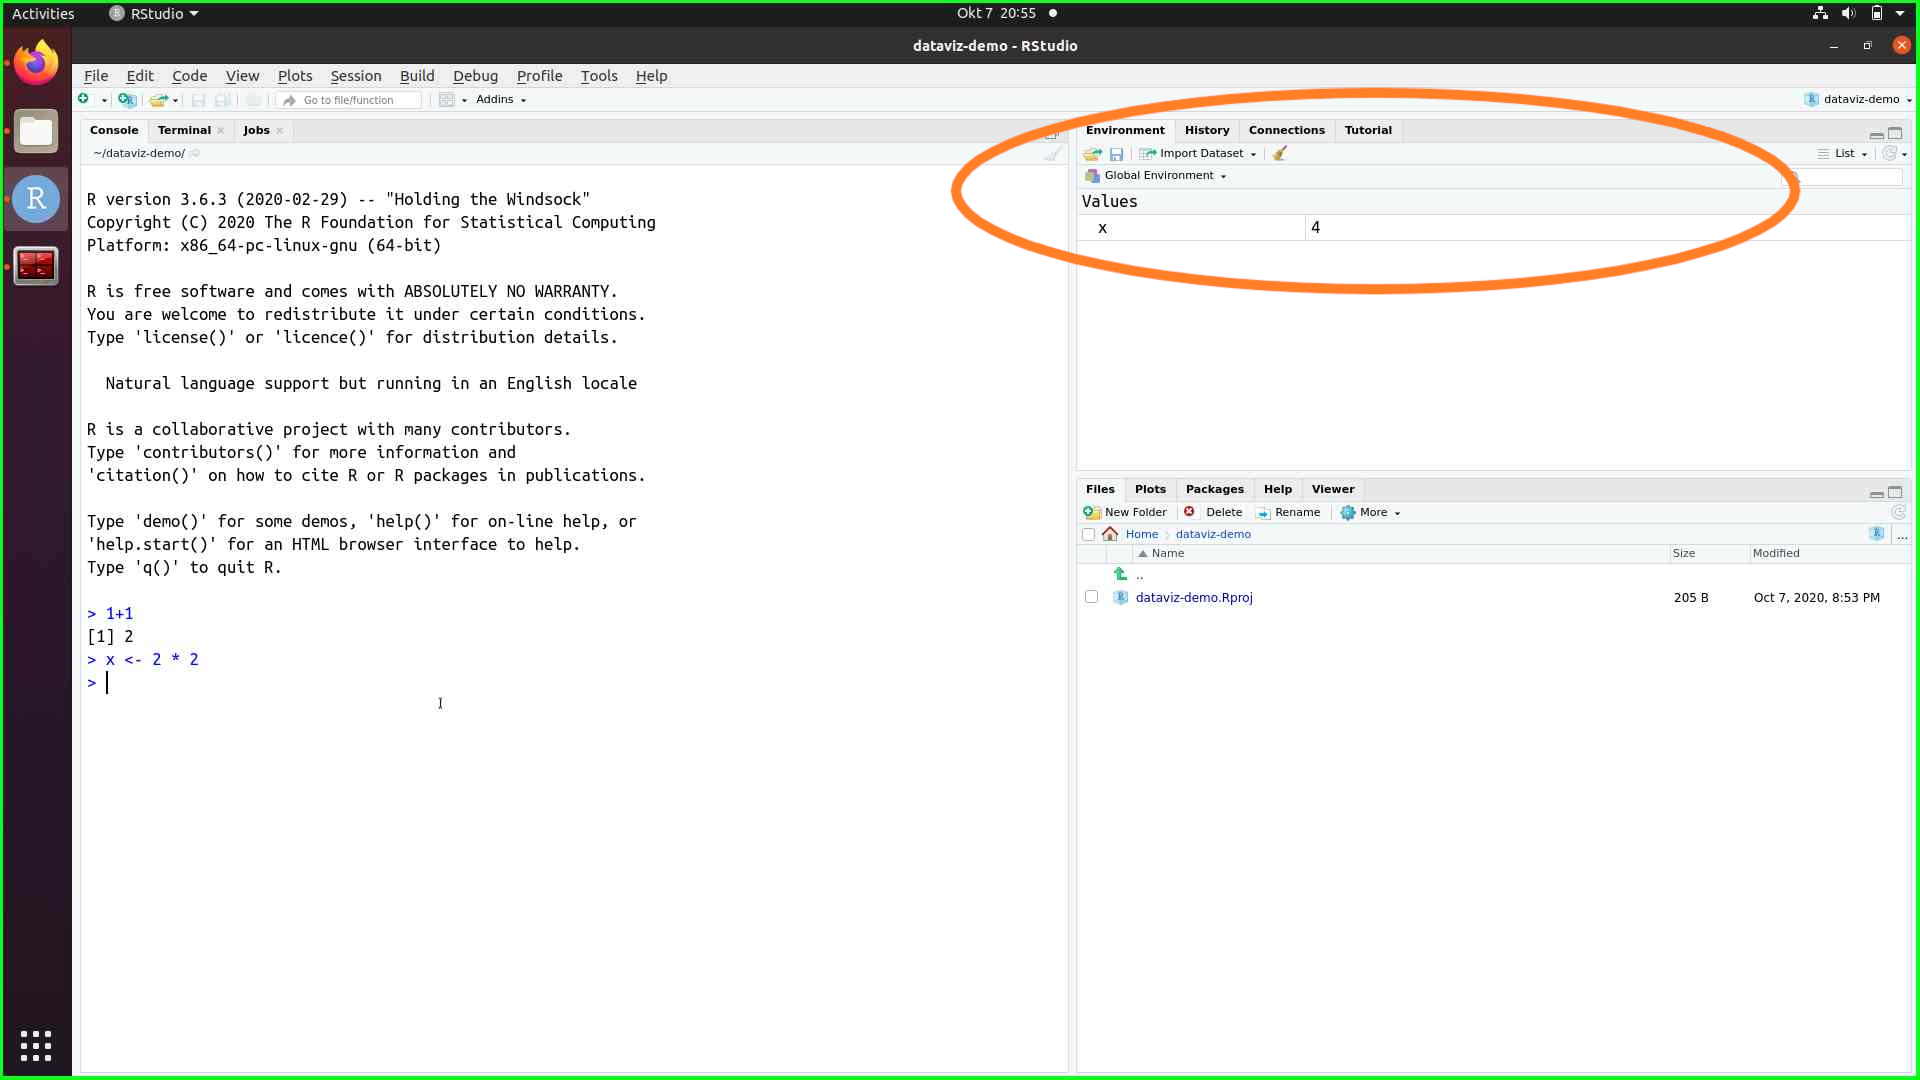 Activities RStudio Okt 7 20:55
dataviz-demo - RStudio
File Edit Code View Plots Session Build Debug Profile Tools Help
Go to file/function Addins dataviz-demo
Console Terminal Jobs
~/dataviz-demo/
R version 3.6.3 (2020-02-29) -- "Holding the Windsock"
Copyright (C) 2020 The R Foundation for Statistical Computing
Platform: x86_64-pc-linux-gnu (64-bit)
R is free software and comes with ABSOLUTELY NO WARRANTY.
You are welcome to redistribute it under certain conditions.
Type 'license()' or 'licence()' for distribution details.
Natural language support but running in an English locale
R is a collaborative project with many contributors.
Type 'contributors()' for more information and
'citation()' on how to cite R or R packages in publications.
Type 'demo()' for some demos, 'help()' for on-line help, or
'help.start()' for an HTML browser interface to help.
Type 'q()' to quit R.
> 1+1
[1] 2
> x <- 2 * 2
>
Environment History Connections Tutorial
Import Dataset List
Global Environment
Values
x 4
Files Plots Packages Help Viewer
New Folder Delete Rename More
Home dataviz-demo ...
Name Size Modified
..
dataviz-demo.Rproj 205 B Oct 7, 2020, 8:53 PM